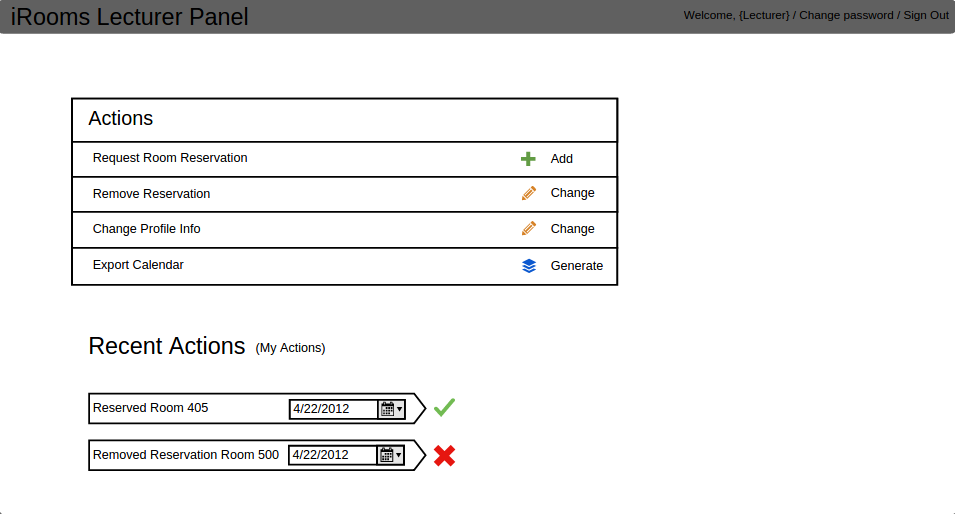 iRooms Lecturer Panel
Welcome, {Lecturer} / Change password / Sign Out
Actions
Request Room Reservation Add
Remove Reservation Change
Change Profile Info Change
Export Calendar Generate
Recent Actions (My Actions)
Reserved Room 405 4/22/2012
Removed Reservation Room 500 4/22/2012